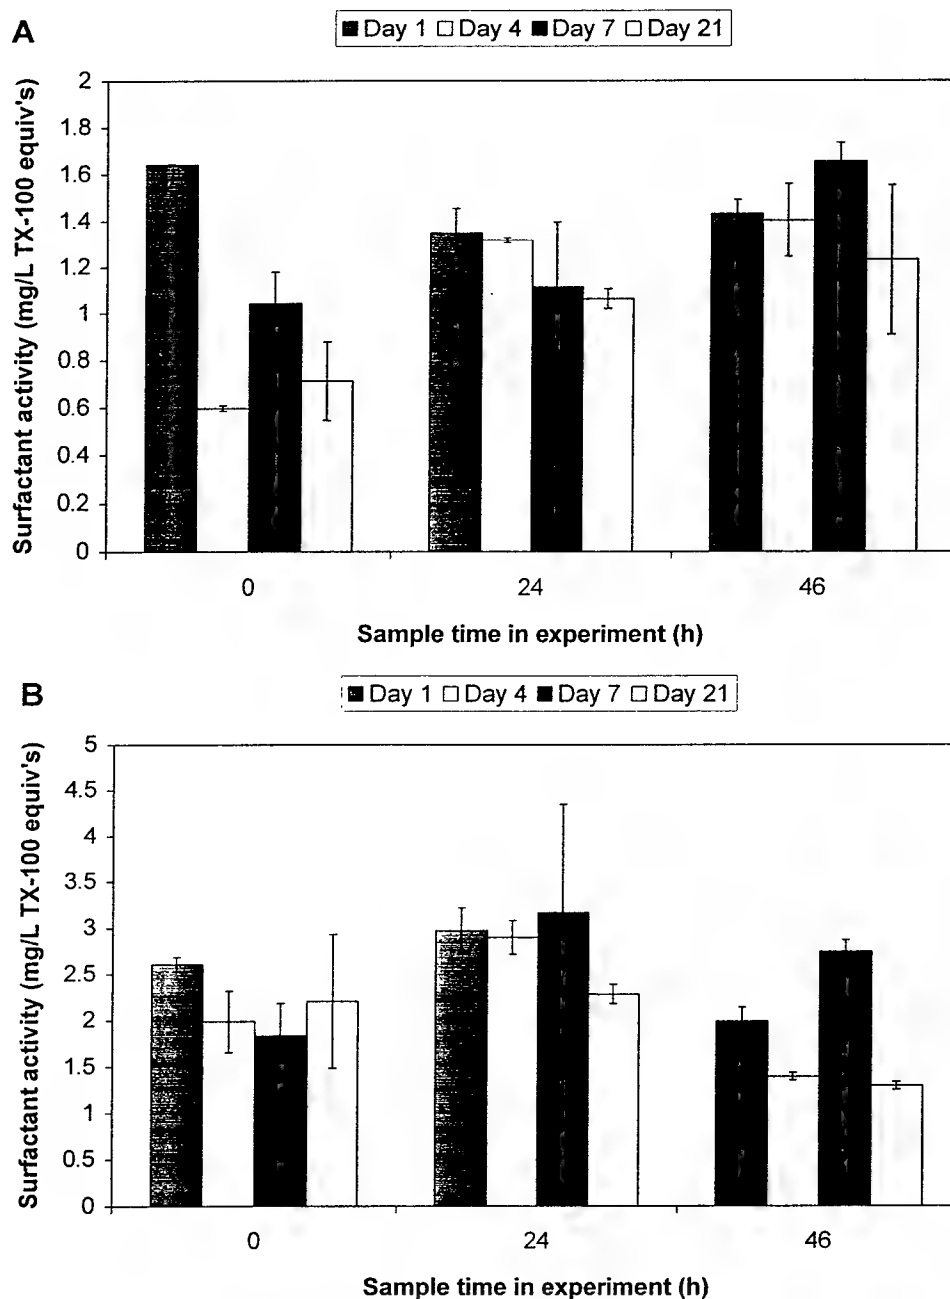 A
Day 1 Day 4 Day 7 Day 21
Surfactant activity (mg/L TX-100 equiv's)
2
1.8
1.6
1.4
1.2
1
0.8
0.6
0.4
0.2
0
0 24 46
Sample time in experiment (h)
B
Day 1 Day 4 Day 7 Day 21
Surfactant activity (mg/L TX-100 equiv's)
5
4.5
4
3.5
3
2.5
2
1.5
1
0.5
0
0 24 46
Sample time in experiment (h)